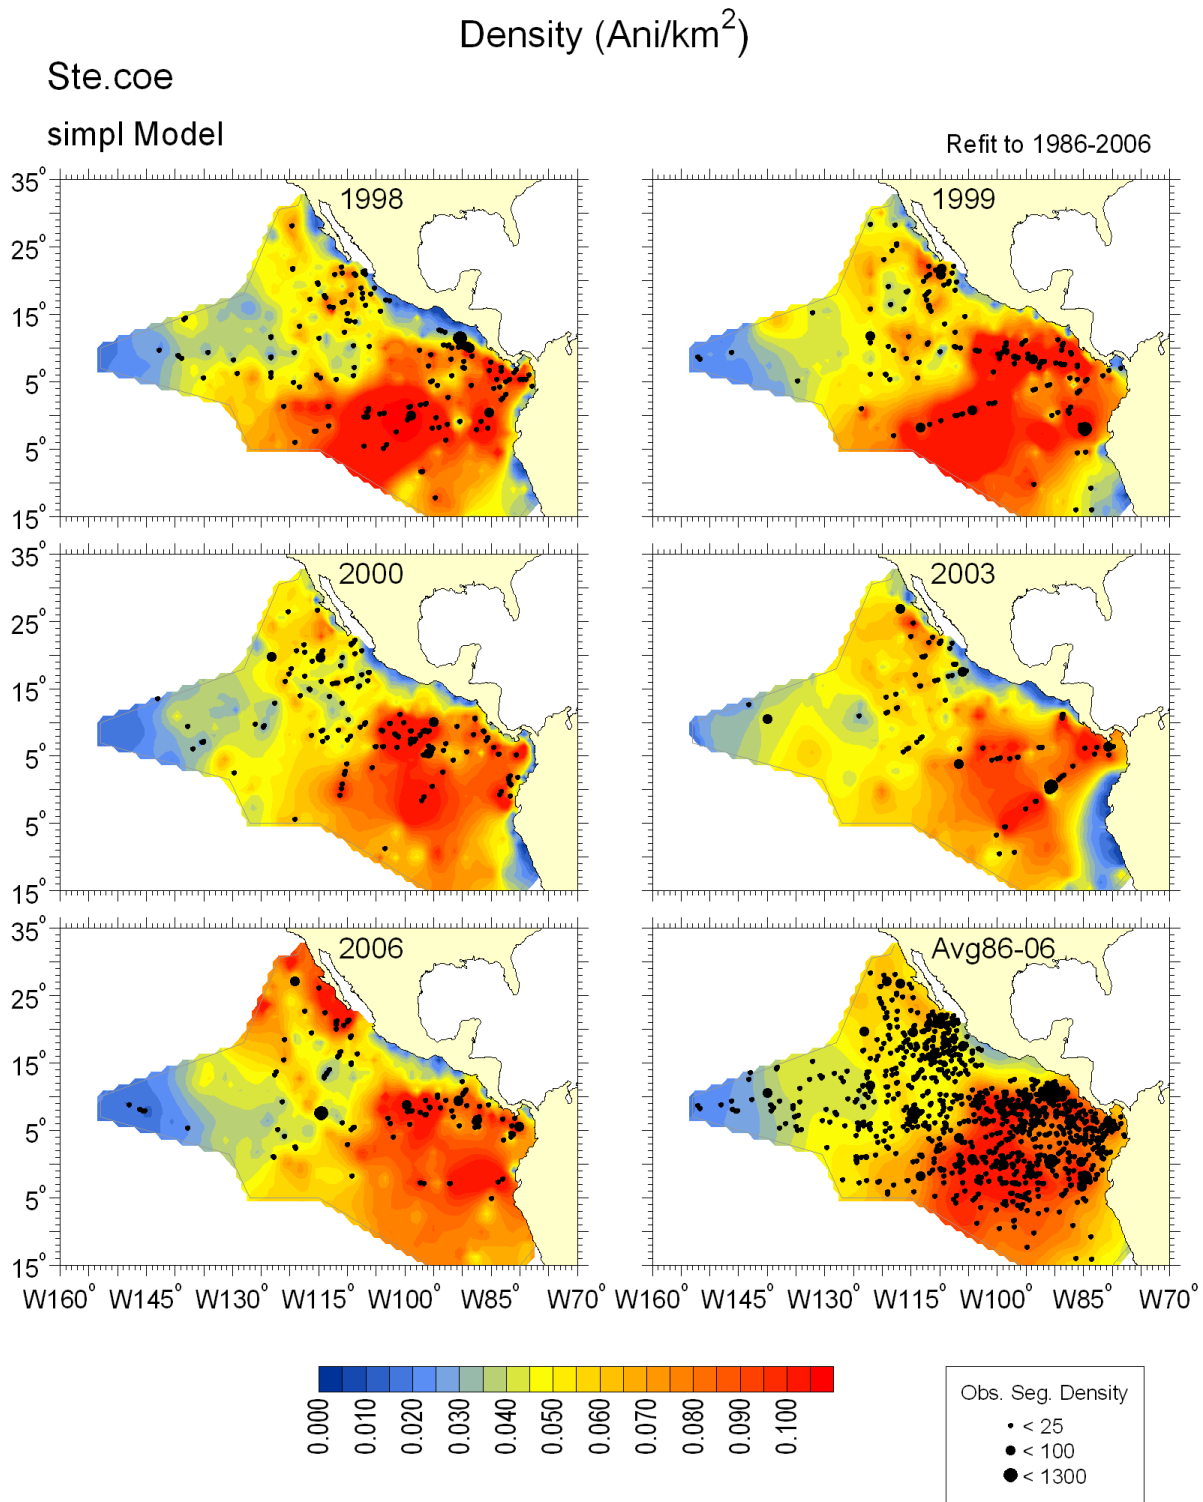 Density (Ani/km²)
Ste.coe
simpl Model
Refit to 1986-2006
1998
1999
35°
25°
15°
5°
5°
15°
2000
2003
35°
25°
15°
5°
5°
15°
2006
Avg86-06
35°
25°
15°
5°
5°
15°
W160° W145° W130° W115° W100° W85° W70°
W160° W145° W130° W115° W100° W85° W70°
0.000 0.010 0.020 0.030 0.040 0.050 0.060 0.070 0.080 0.090 0.100
Obs. Seg. Density
< 25
< 100
< 1300